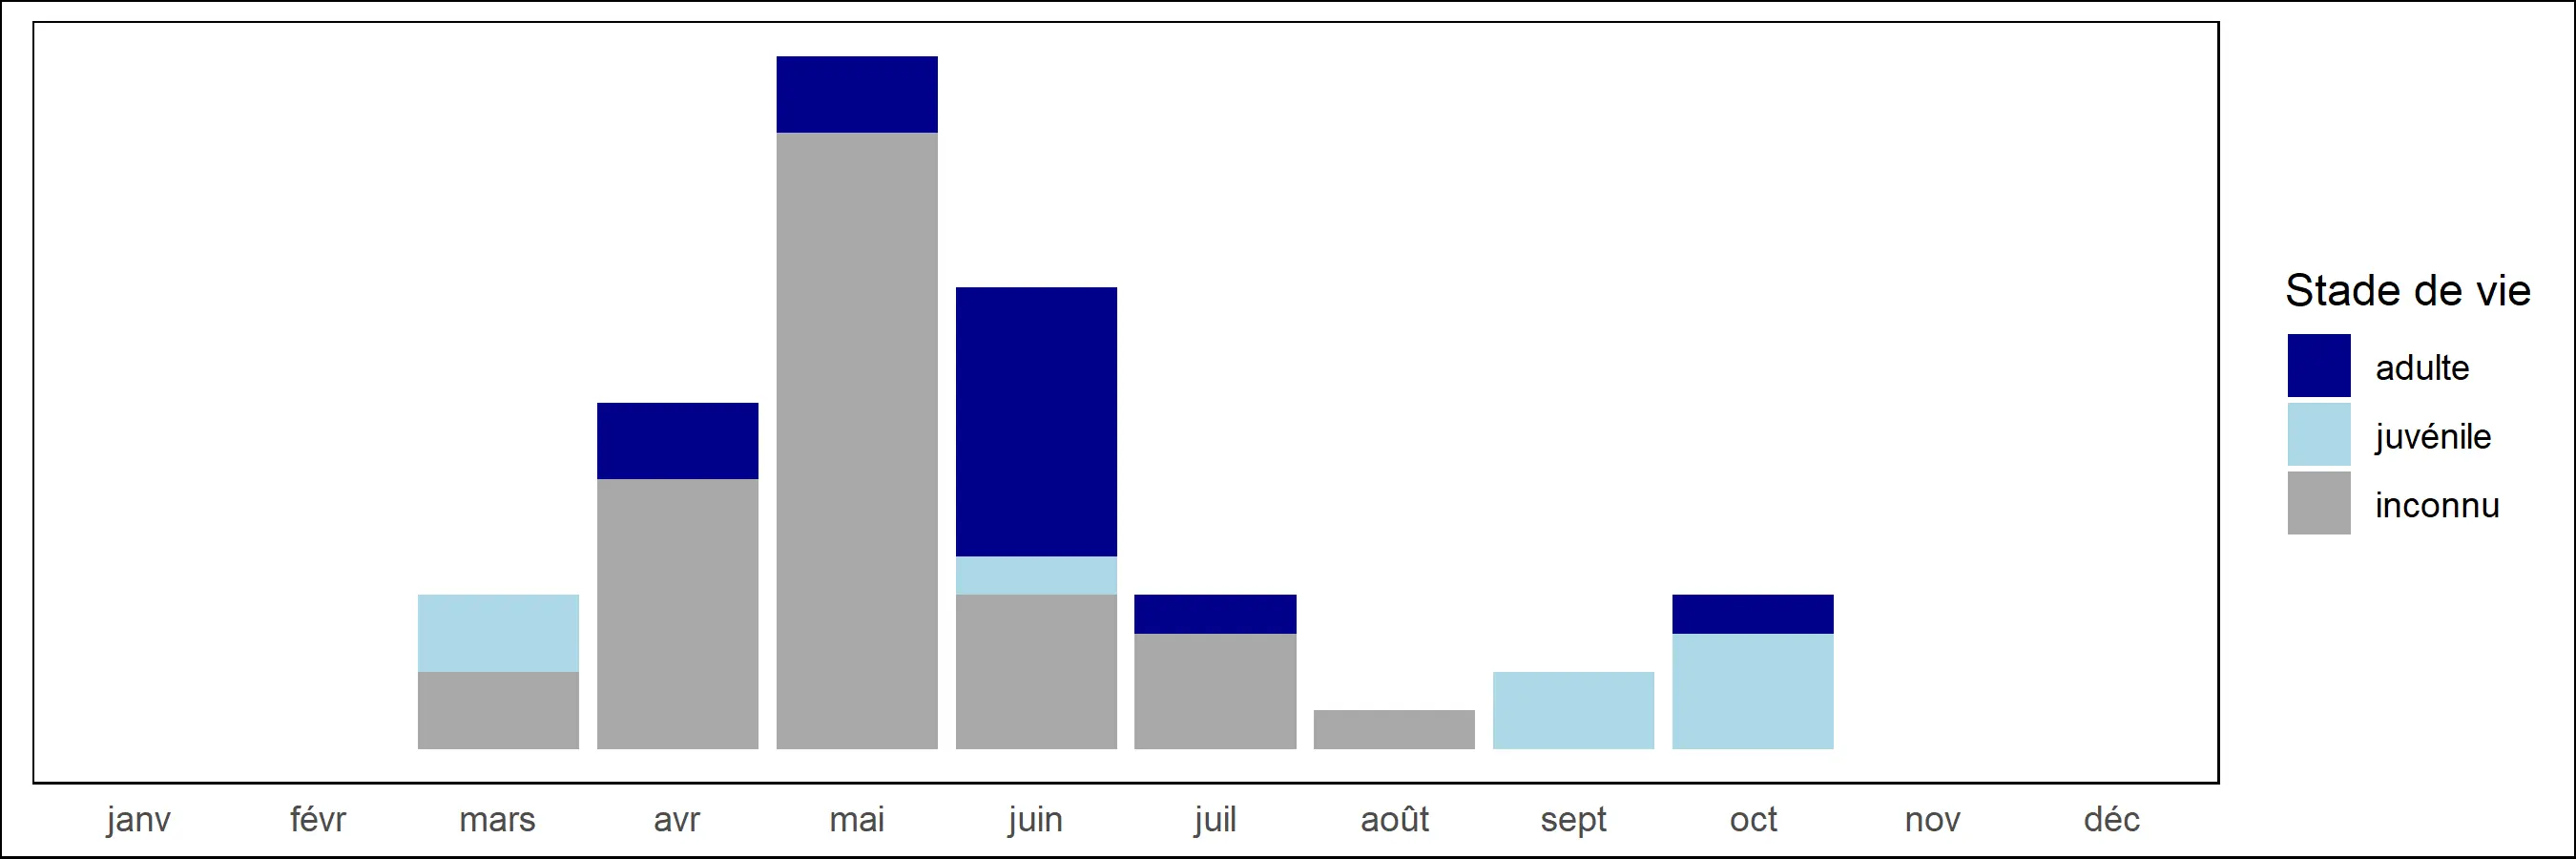 Stade de vie
adulte
juvénile
inconnu
janv févr mars avr mai juin juil août sept oct nov déc